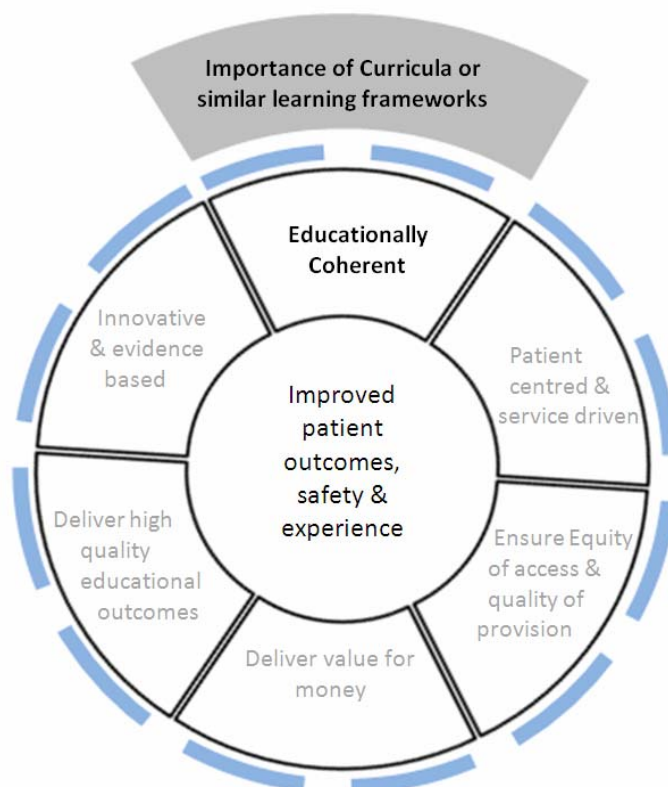 Importance of Curricula or
similar learning frameworks
Educationally
Coherent
Innovative
& evidence
based
Patient
centred &
service driven
Improved
patient
outcomes,
safety &
experience
Deliver high
quality
educational
outcomes
Ensure Equity
of access &
quality of
provision
Deliver value for
money